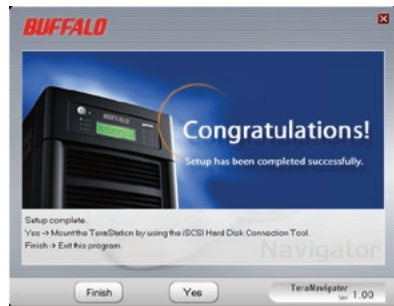 BUFFALO
BUFFALO
Congratulations!
Setup has been completed successfully.
Setup complete.
Yes -> Mount the TeraStation by using the iSCSI Hard Disk Connection Tool.
Finish -> Exit this program.
Navigator
Finish
Yes
TeraNavigator
Ver 1.00